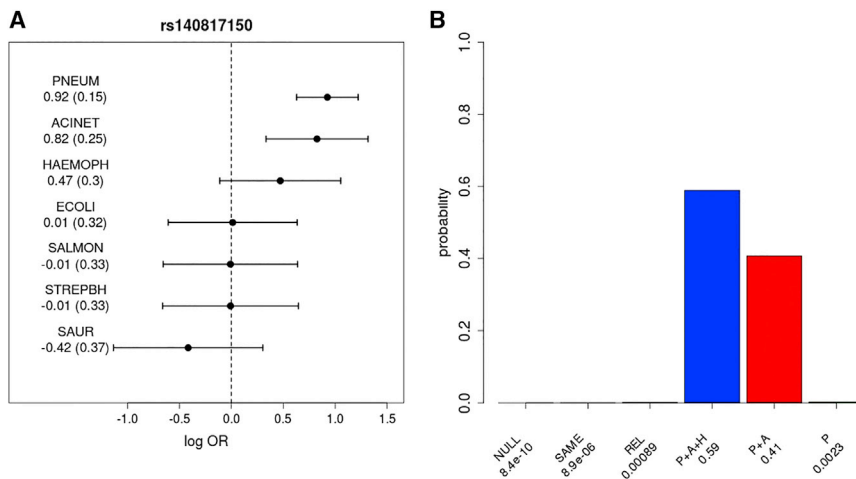 A
rs140817150
PNEUM
0.92 (0.15)
ACINET
0.82 (0.25)
HAEMOPH
0.47 (0.3)
ECOLI
0.01 (0.32)
SALMON
-0.01 (0.33)
STREPBH
-0.01 (0.33)
SAUR
-0.42 (0.37)
-1.0 -0.5 0.0 0.5 1.0 1.5
log OR
B
probability
1.0
0.8
0.6
0.4
0.2
0.0
NULL
8.4e-10
SAME
8.9e-06
REL
0.00089
P+A+H
0.59
P+A
0.41
P
0.0023